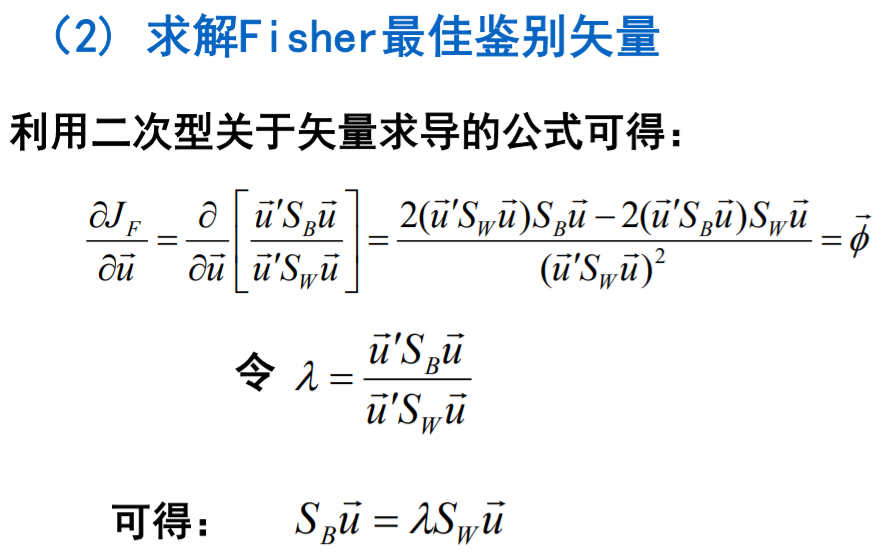 （2) 求解Fisher最佳鉴别矢量
利用二次型关于矢量求导的公式可得：
$\frac{\partial J_F}{\partial \vec{u}} = \frac{\partial}{\partial \vec{u}} \left[ \frac{\vec{u}' S_B \vec{u}}{\vec{u}' S_W \vec{u}} \right] = \frac{2(\vec{u}' S_W \vec{u}) S_B \vec{u} - 2(\vec{u}' S_B \vec{u}) S_W \vec{u}}{(\vec{u}' S_W \vec{u})^2} = \vec{\phi}$
令 $\lambda = \frac{\vec{u}' S_B \vec{u}}{\vec{u}' S_W \vec{u}}$
可得： $S_B \vec{u} = \lambda S_W \vec{u}$